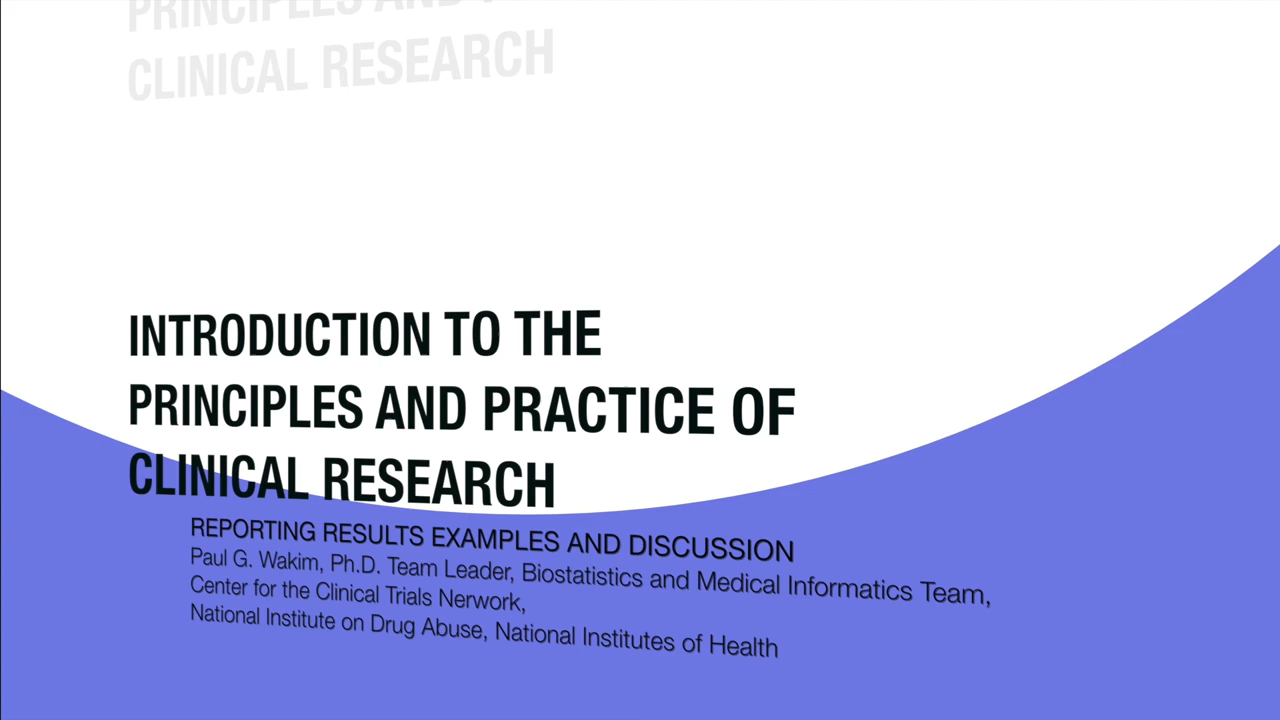 PRINCIPLES AND
CLINICAL RESEARCH
INTRODUCTION TO THE
PRINCIPLES AND PRACTICE OF
CLINICAL RESEARCH
REPORTING RESULTS EXAMPLES AND DISCUSSION
Paul G. Wakim, Ph.D. Team Leader, Biostatistics and Medical Informatics Team,
Center for the Clinical Trials Nerwork,
National Institute on Drug Abuse, National Institutes of Health